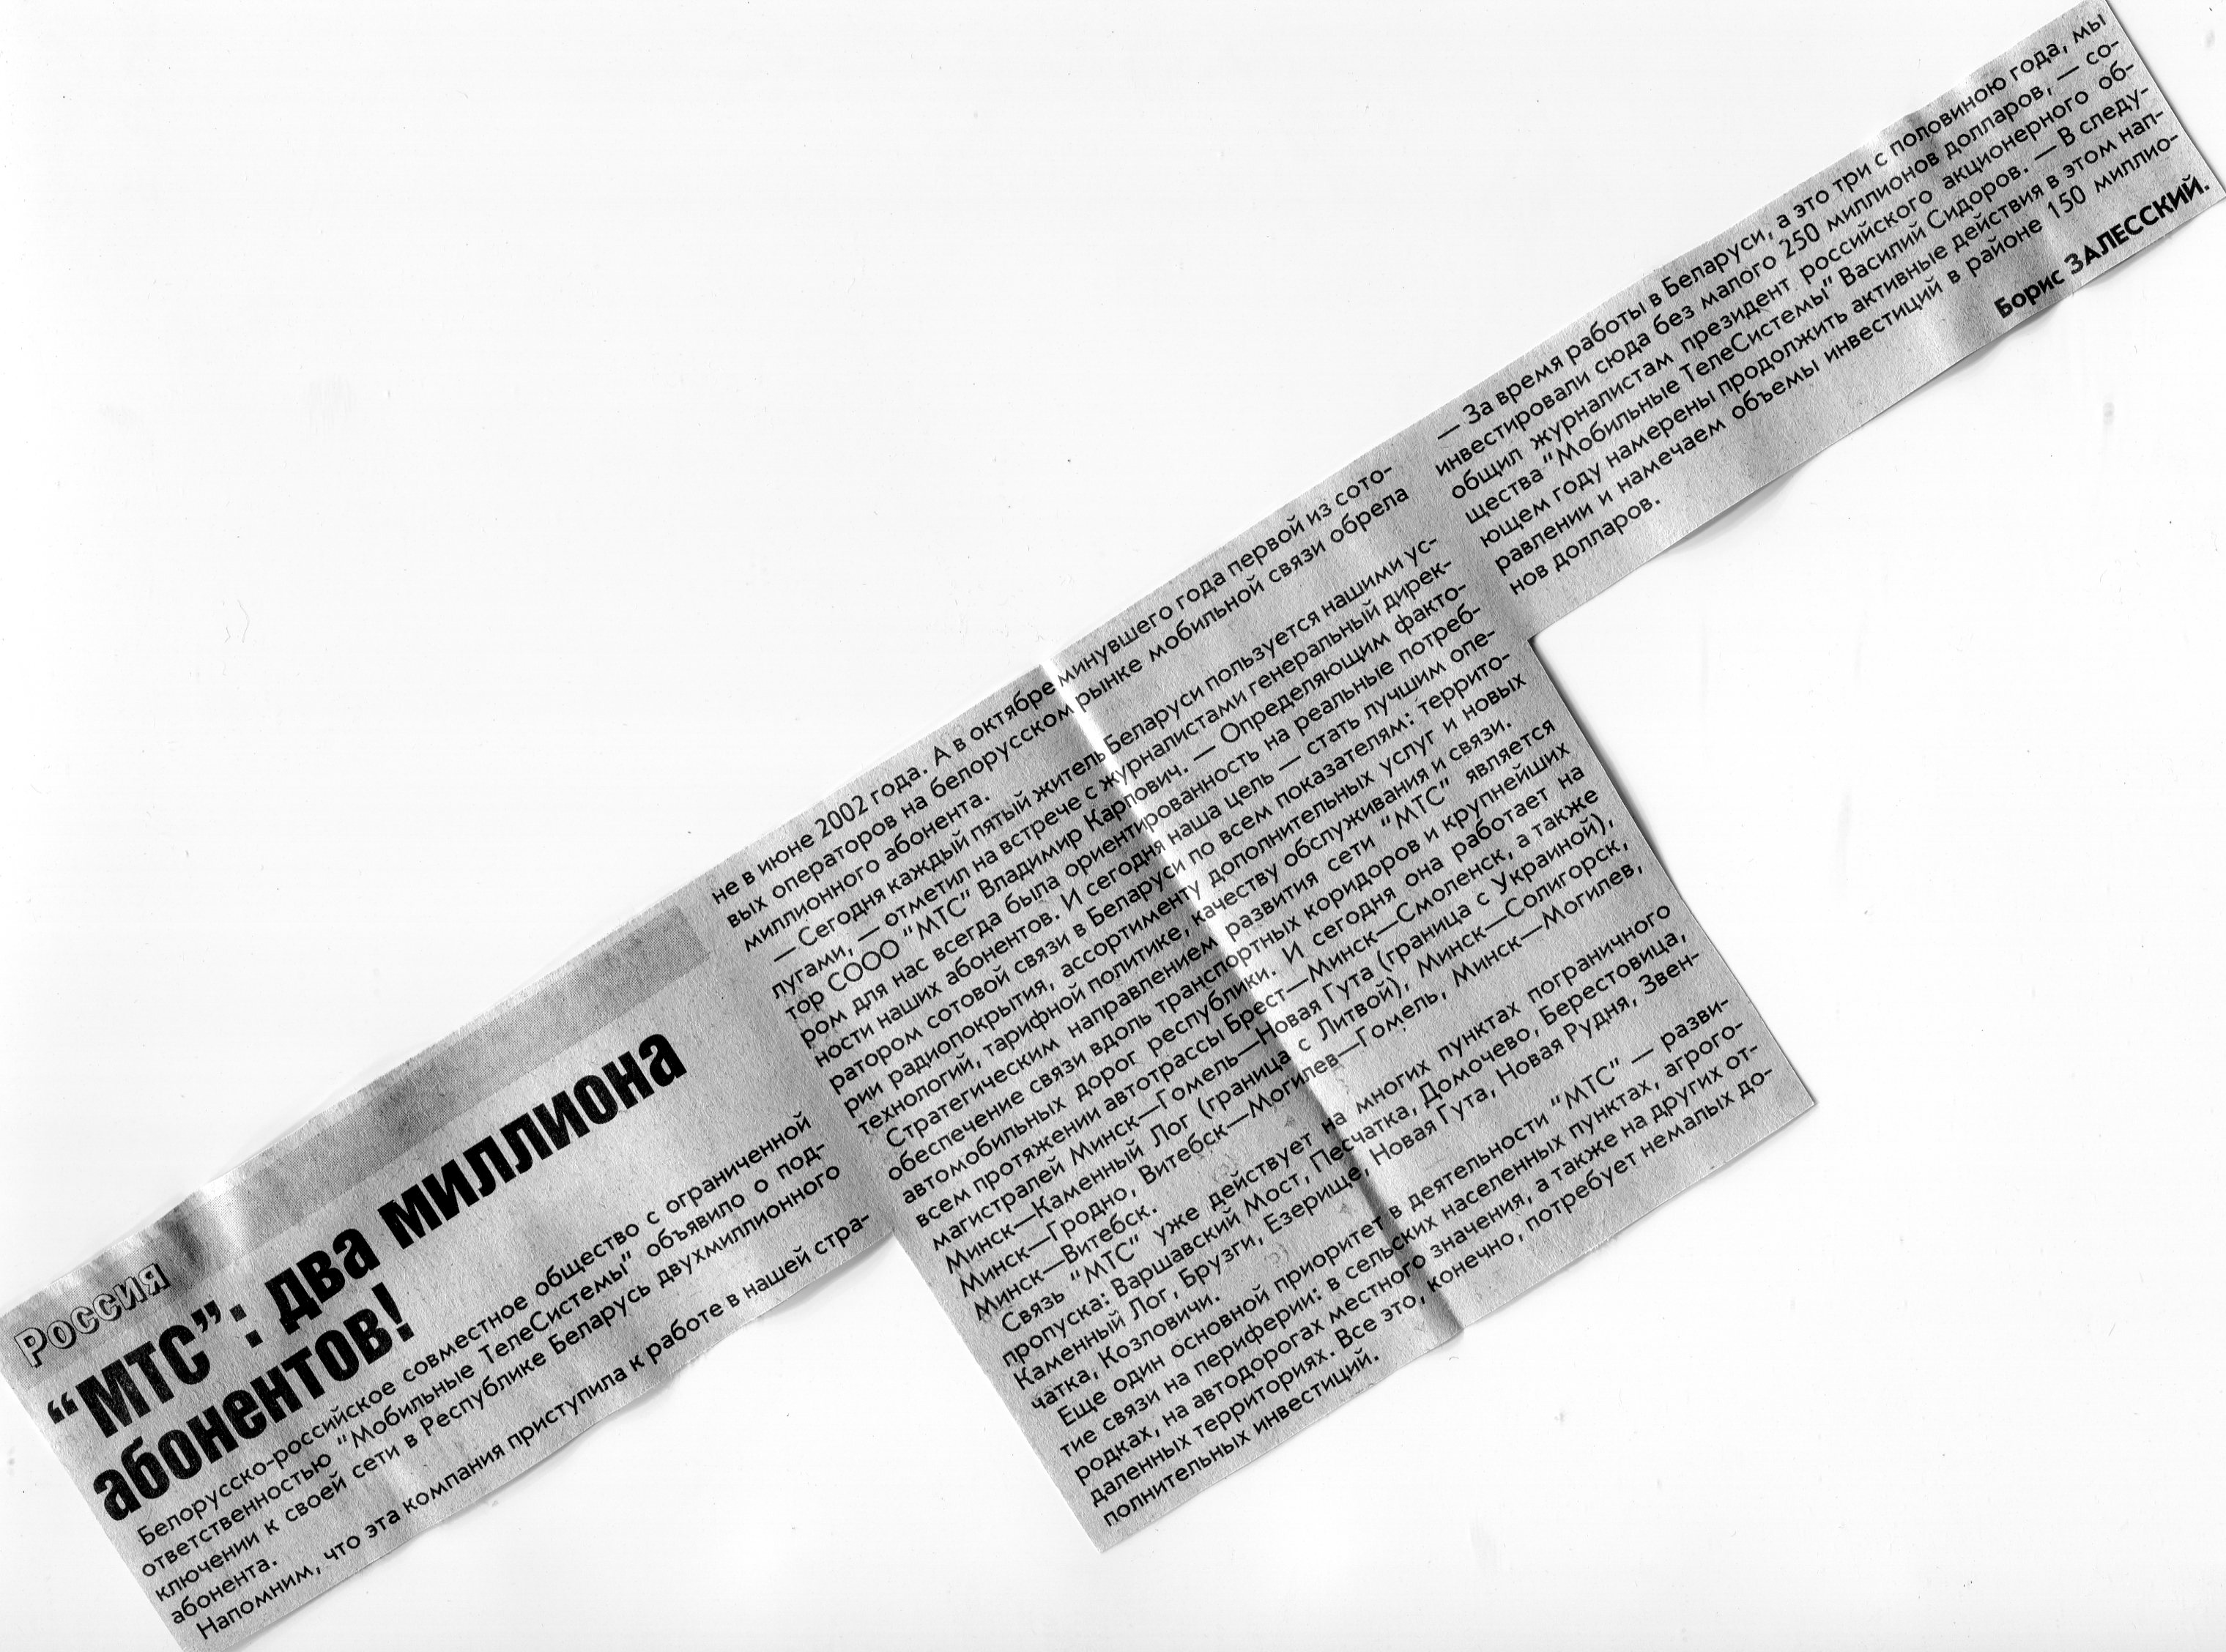 Россия
“МТС”: два миллиона
абонентов!
Белорусско-российское совместное общество с ограниченной
ответственностью “Мобильные ТелеСистемы” объявило о под-
ключении к своей сети в Республике Беларусь двухмиллионного
абонента.
Напомним, что эта компания приступила к работе в нашей стра-
не в июне 2002 года. А в октябре минувшего года первой из сото-
вых операторов на белорусском рынке мобильной связи обрела
миллионного абонента.
— Сегодня каждый пятый житель Беларуси пользуется нашими ус-
лугами, — отметил на встрече с журналистами генеральный дирек-
тор СООО “МТС” Владимир Карпович. — Определяющим факто-
ром для нас всегда была ориентированность на реальные потреб-
ности наших абонентов. И сегодня наша цель — стать лучшим опе-
ратором сотовой связи в Беларуси по всем показателям: террито-
рии радиопокрытия, ассортименту дополнительных услуг и новых
технологий, тарифной политике, качеству обслуживания и связи.
Стратегическим направлением развития сети “МТС” является
обеспечение связи вдоль транспортных коридоров и крупнейших
автомобильных дорог республики. И сегодня она работает на
всем протяжении автотрассы Брест—Минск—Смоленск, а также
магистралей Минск—Гомель—Новая Гута (граница с Украиной),
Минск—Каменный Лог (граница с Литвой), Минск—Солигорск,
Минск—Гродно, Витебск—Могилев—Гомель, Минск—Могилев,
Минск—Витебск.
Связь “МТС” уже действует на многих пунктах пограничного
пропуска: Варшавский Мост, Песчатка, Домочево, Берестовица,
Каменный Лог, Брузги, Езерище, Новая Гута, Новая Рудня, Звен-
чатка, Козловичи.
Еще один основной приоритет в деятельности “МТС” — разви-
тие связи на периферии: в сельских населенных пунктах, агрого-
родках, на автодорогах местного значения, а также на других от-
даленных территориях. Все это, конечно, потребует немалых до-
полнительных инвестиций.
— За время работы в Беларуси, а это три с половиною года, мы
инвестировали сюда без малого 250 миллионов долларов, — со-
общил журналистам президент российского акционерного об-
щества “Мобильные ТелеСистемы” Василий Сидоров. — В следу-
ющем году намерены продолжить активные действия в этом нап-
равлении и намечаем объемы инвестиций в районе 150 миллио-
нов долларов.
Борис ЗАЛЕССКИЙ.